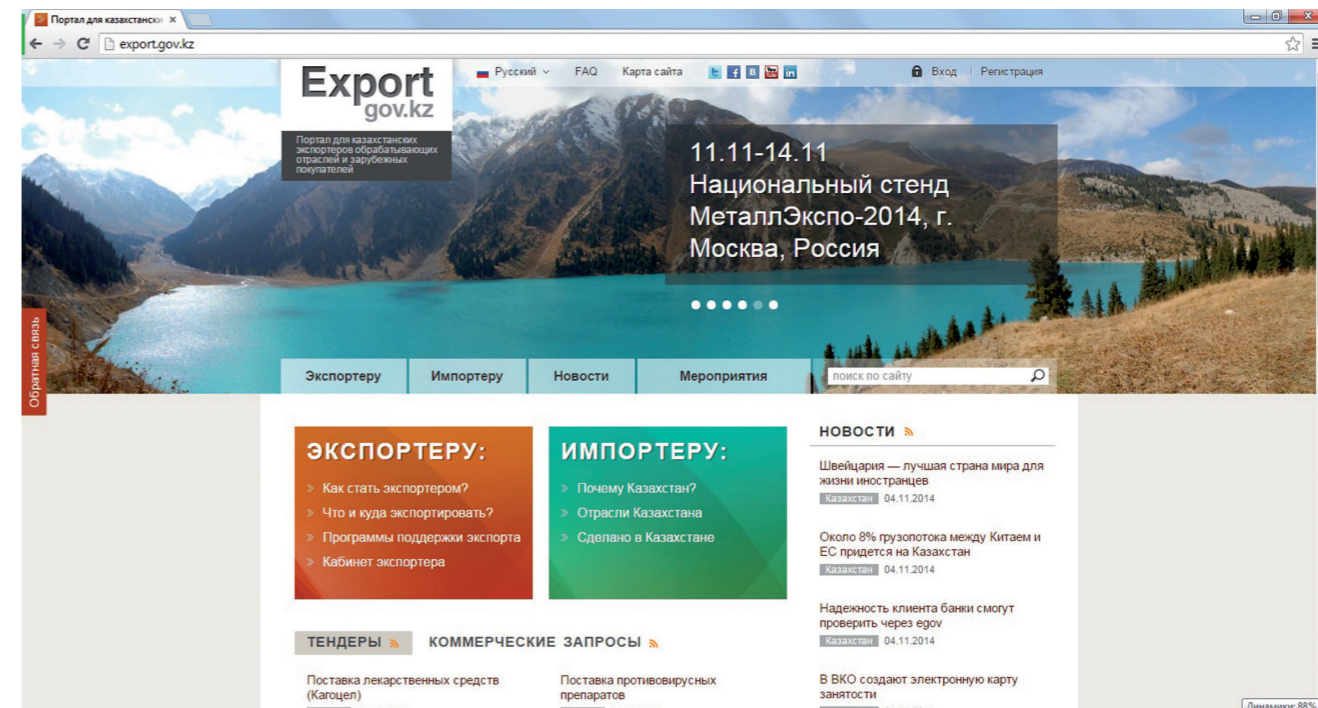 Портал для казахстански
export.gov.kz
Export
gov.kz
Русский
FAQ
Карта сайта
Вход
Регистрация
Портал для казахстанских
экспортеров обрабатывающих
отраслей и зарубежных
покупателей
11.11-14.11
Национальный стенд
МеталлЭкспо-2014, г.
Москва, Россия
Обратная связь
Экспортеру
Импортеру
Новости
Мероприятия
поиск по сайту
ЭКСПОРТЕРУ:
Как стать экспортером?
Что и куда экспортировать?
Программы поддержки экспорта
Кабинет экспортера
ИМПОРТЕРУ:
Почему Казахстан?
Отрасли Казахстана
Сделано в Казахстане
НОВОСТИ
Швейцария — лучшая страна мира для
жизни иностранцев
Казахстан 04.11.2014
Около 8% грузопотока между Китаем и
ЕС придется на Казахстан
Казахстан 04.11.2014
Надежность клиента банки смогут
проверить через egov
Казахстан 04.11.2014
В ВКО создают электронную карту
занятости
ТЕНДЕРЫ
КОММЕРЧЕСКИЕ ЗАПРОСЫ
Поставка лекарственных средств
(Кагоцел)
Поставка противовирусных
препаратов
Динамики: 88%